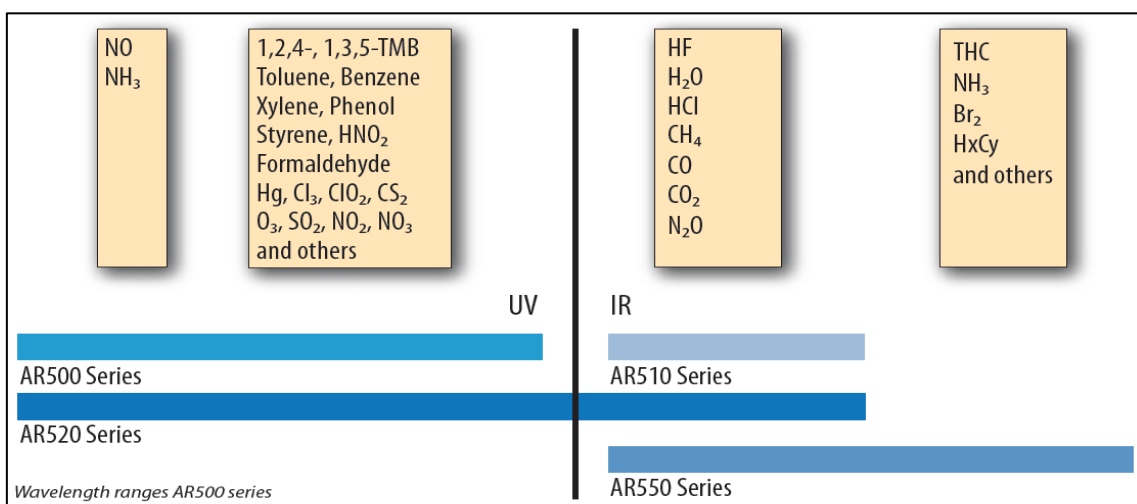 NO
NH₃
1,2,4-, 1,3,5-TMB
Toluene, Benzene
Xylene, Phenol
Styrene, HNO₂
Formaldehyde
Hg, Cl₃, ClO₂, CS₂
O₃, SO₂, NO₂, NO₃
and others
HF
H₂O
HCl
CH₄
CO
CO₂
N₂O
THC
NH₃
Br₂
HxCy
and others
UV
IR
AR500 Series
AR510 Series
AR520 Series
AR550 Series
Wavelength ranges AR500 series